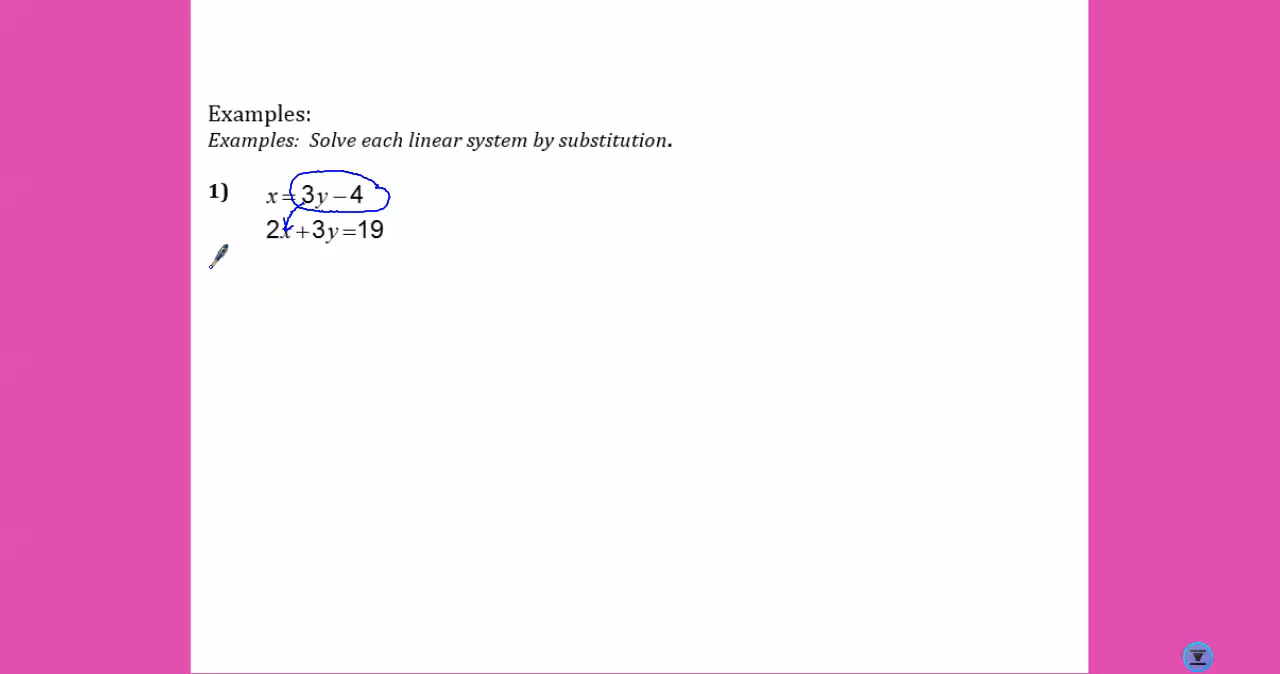 Examples:
Examples: Solve each linear system by substitution.
1) x=3y−4
2x+3y=19